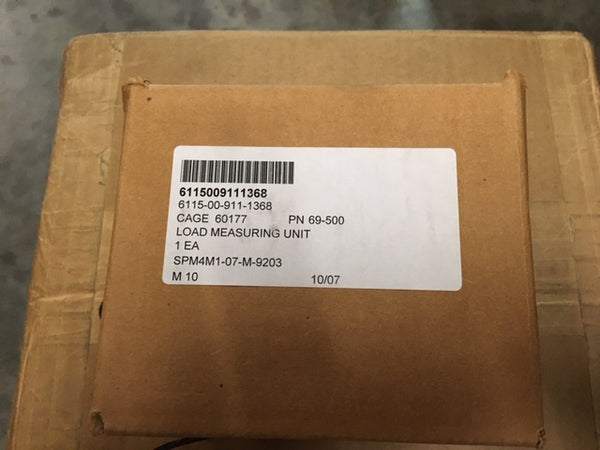 6115009111368
6115-00-911-1368
CAGE 60177 PN 69-500
LOAD MEASURING UNIT
1 EA
SPM4M1-07-M-9203
M 10 10/07